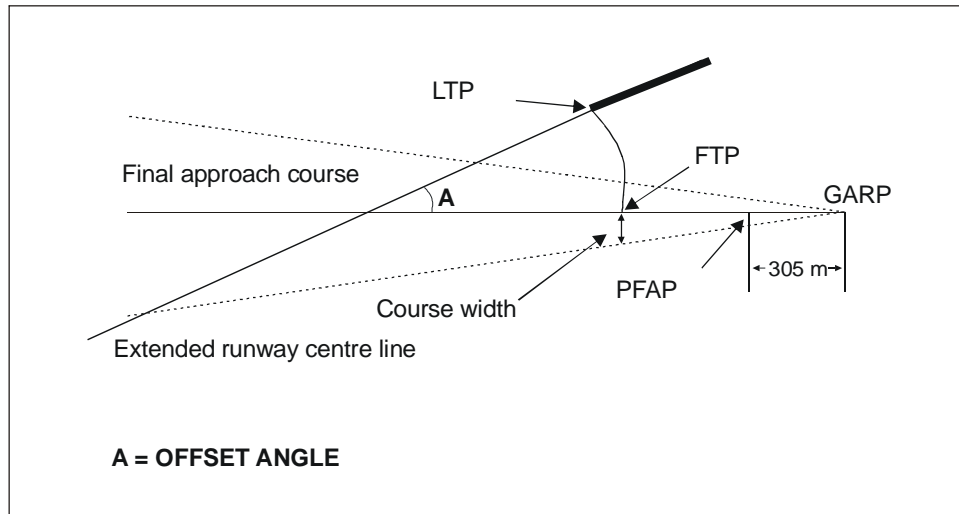 LTP
FTP
Final approach course
A
GARP
305 m
PFAP
Course width
Extended runway centre line
A = OFFSET ANGLE